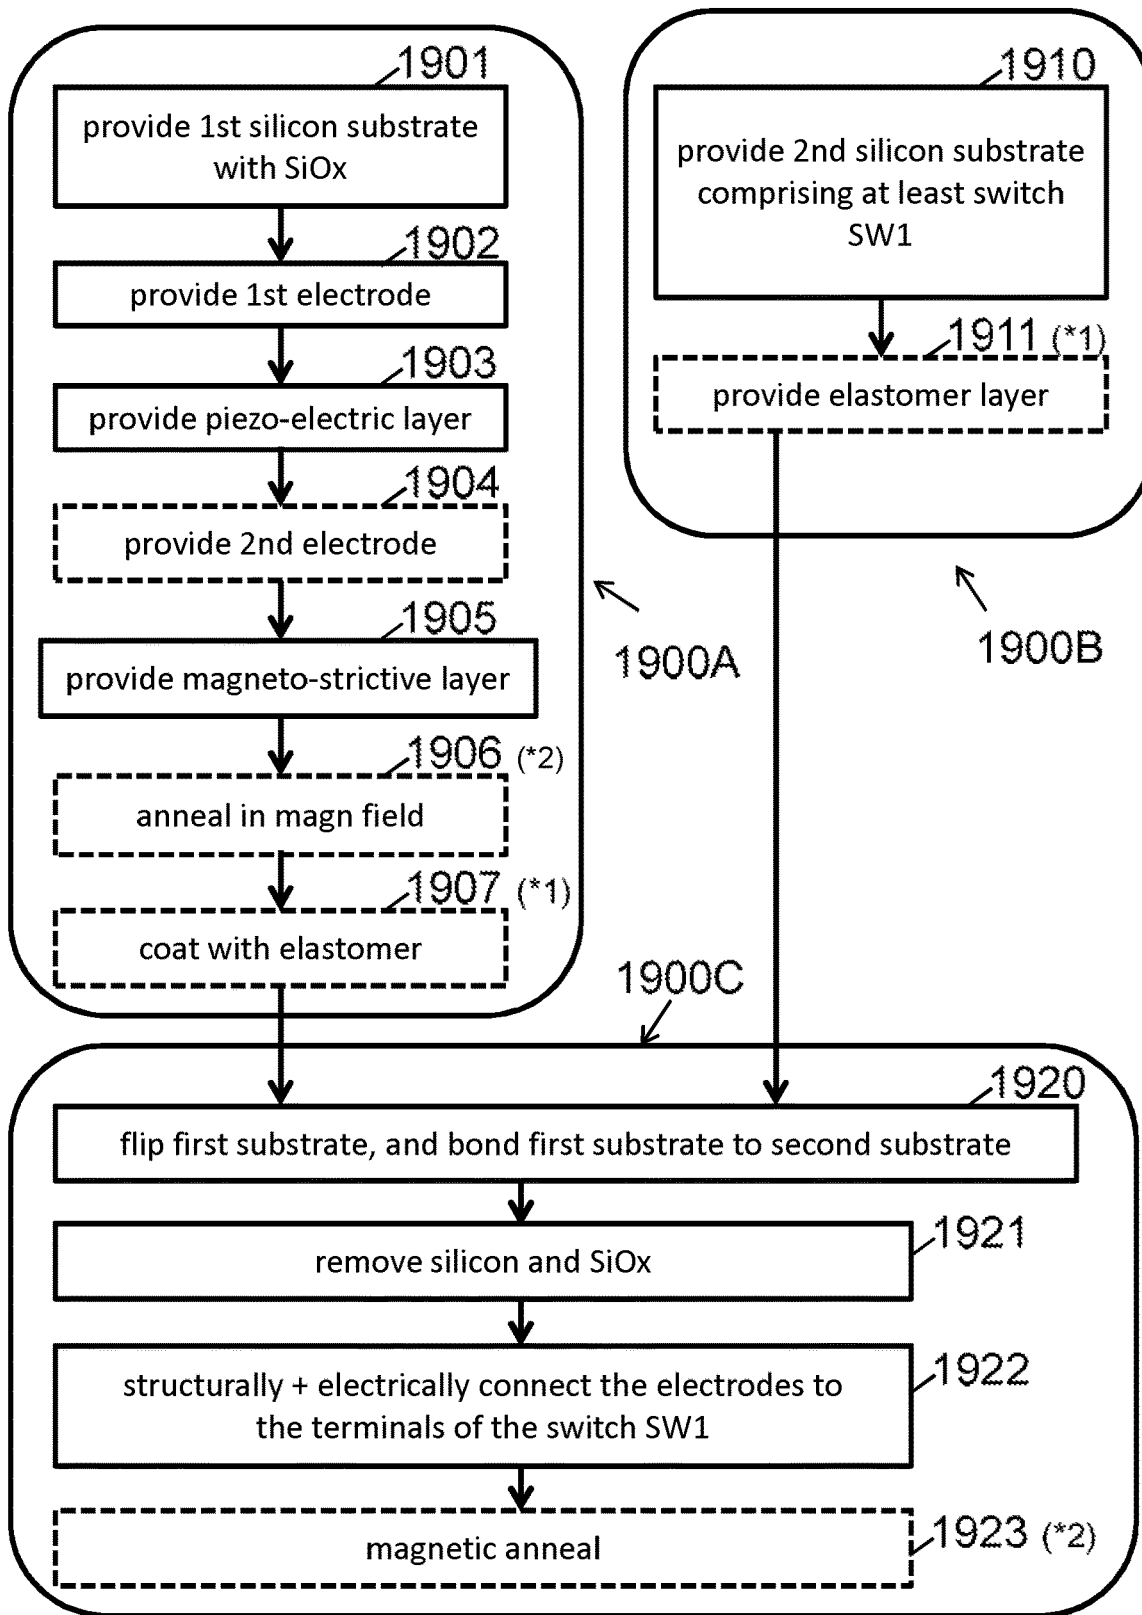 1901
provide 1st silicon substrate
with SiOx
1902
provide 1st electrode
1903
provide piezo-electric layer
1904
provide 2nd electrode
1905
provide magneto-strictive layer
1906 (*2)
anneal in magn field
1907 (*1)
coat with elastomer
1900A
1910
provide 2nd silicon substrate
comprising at least switch
SW1
1911 (*1)
provide elastomer layer
1900B
1900C
1920
flip first substrate, and bond first substrate to second substrate
1921
remove silicon and SiOx
1922
structurally + electrically connect the electrodes to
the terminals of the switch SW1
1923 (*2)
magnetic anneal